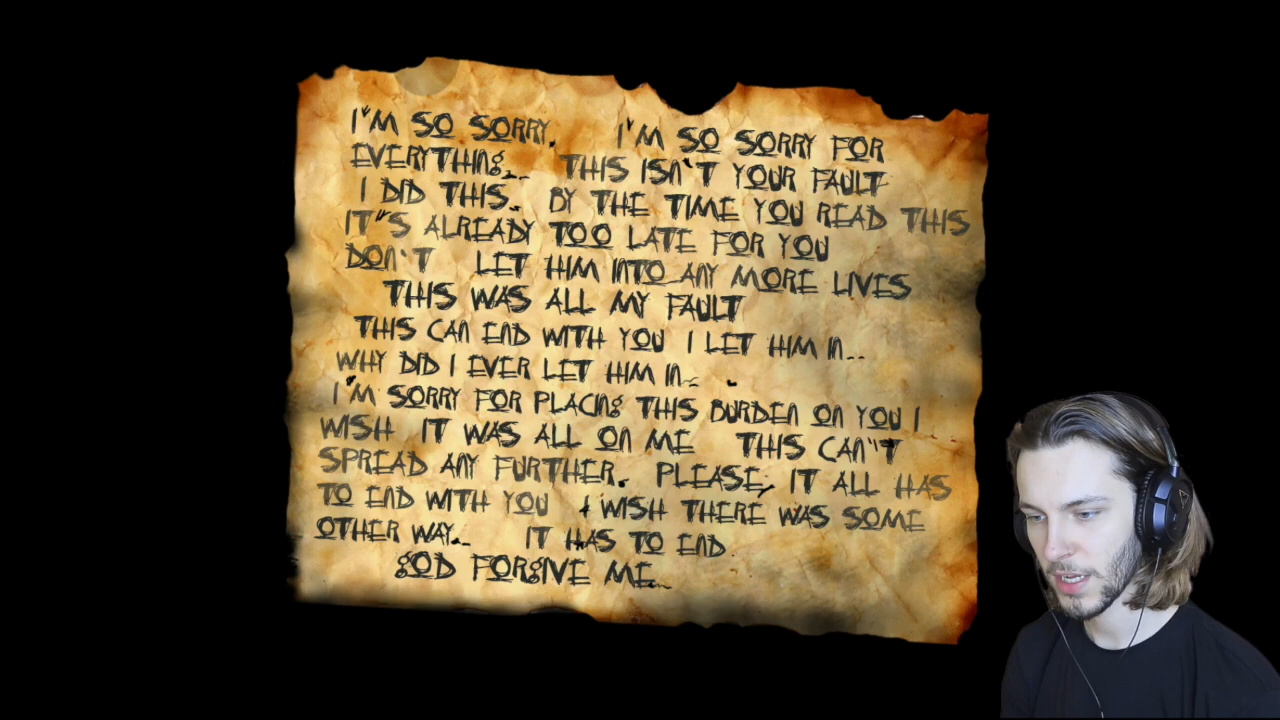 I'M SO SORRY. I'M SO SORRY FOR
EVERYTHING... THIS ISN'T YOUR FAULT
I DID THIS. BY THE TIME YOU READ THIS
IT'S ALREADY TOO LATE FOR YOU
DON'T LET HIM INTO ANY MORE LIVES
THIS WAS ALL MY FAULT
THIS CAN END WITH YOU I LET HIM IN...
WHY DID I EVER LET HIM IN...
I'M SORRY FOR PLACING THIS BURDEN ON YOU I
WISH IT WAS ALL ON ME THIS CAN'T
SPREAD ANY FURTHER. PLEASE, IT ALL HAS
TO END WITH YOU I WISH THERE WAS SOME
OTHER WAY... IT HAS TO END.
GOD FORGIVE ME...